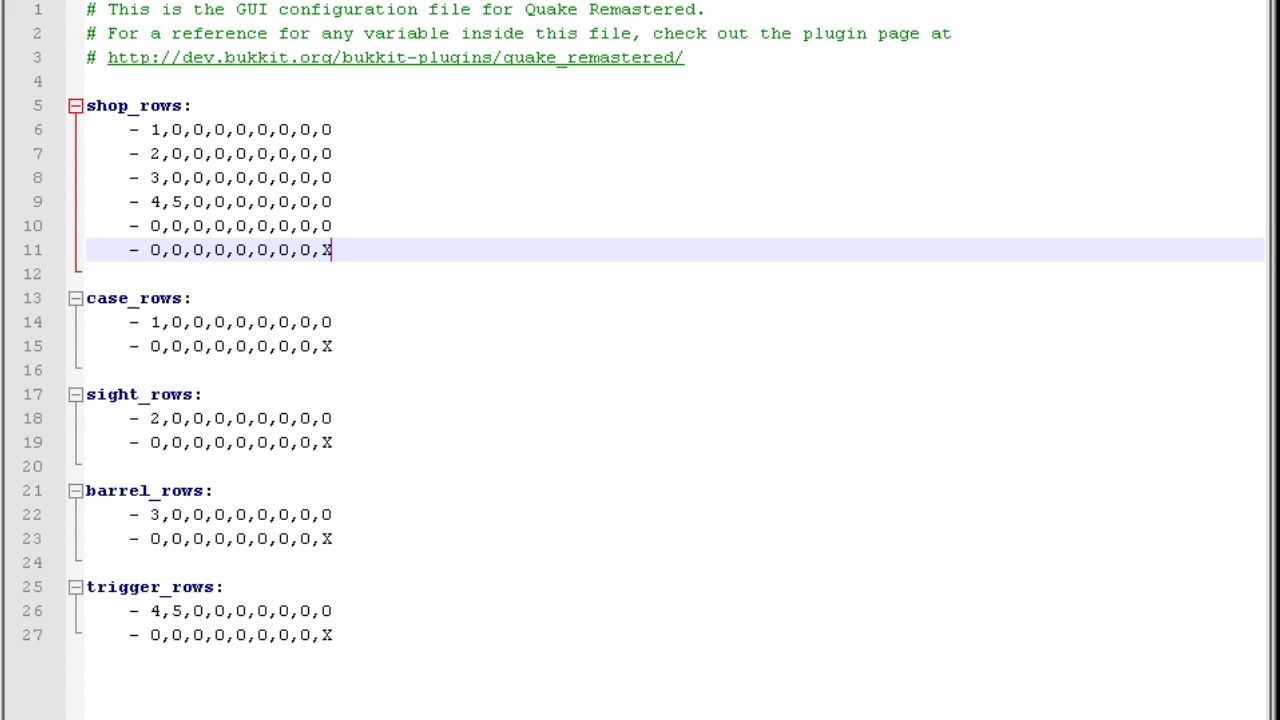 1 # This is the GUI configuration file for Quake Remastered.
2 # For a reference for any variable inside this file, check out the plugin page at
3 # http://dev.bukkit.org/bukkit-plugins/quake_remastered/
4
5 shop_rows:
6 - 1,0,0,0,0,0,0,0,0
7 - 2,0,0,0,0,0,0,0,0
8 - 3,0,0,0,0,0,0,0,0
9 - 4,5,0,0,0,0,0,0,0
10 - 0,0,0,0,0,0,0,0,0
11 - 0,0,0,0,0,0,0,0,X
12
13 case_rows:
14 - 1,0,0,0,0,0,0,0,0
15 - 0,0,0,0,0,0,0,0,X
16
17 sight_rows:
18 - 2,0,0,0,0,0,0,0,0
19 - 0,0,0,0,0,0,0,0,X
20
21 barrel_rows:
22 - 3,0,0,0,0,0,0,0,0
23 - 0,0,0,0,0,0,0,0,X
24
25 trigger_rows:
26 - 4,5,0,0,0,0,0,0,0
27 - 0,0,0,0,0,0,0,0,X